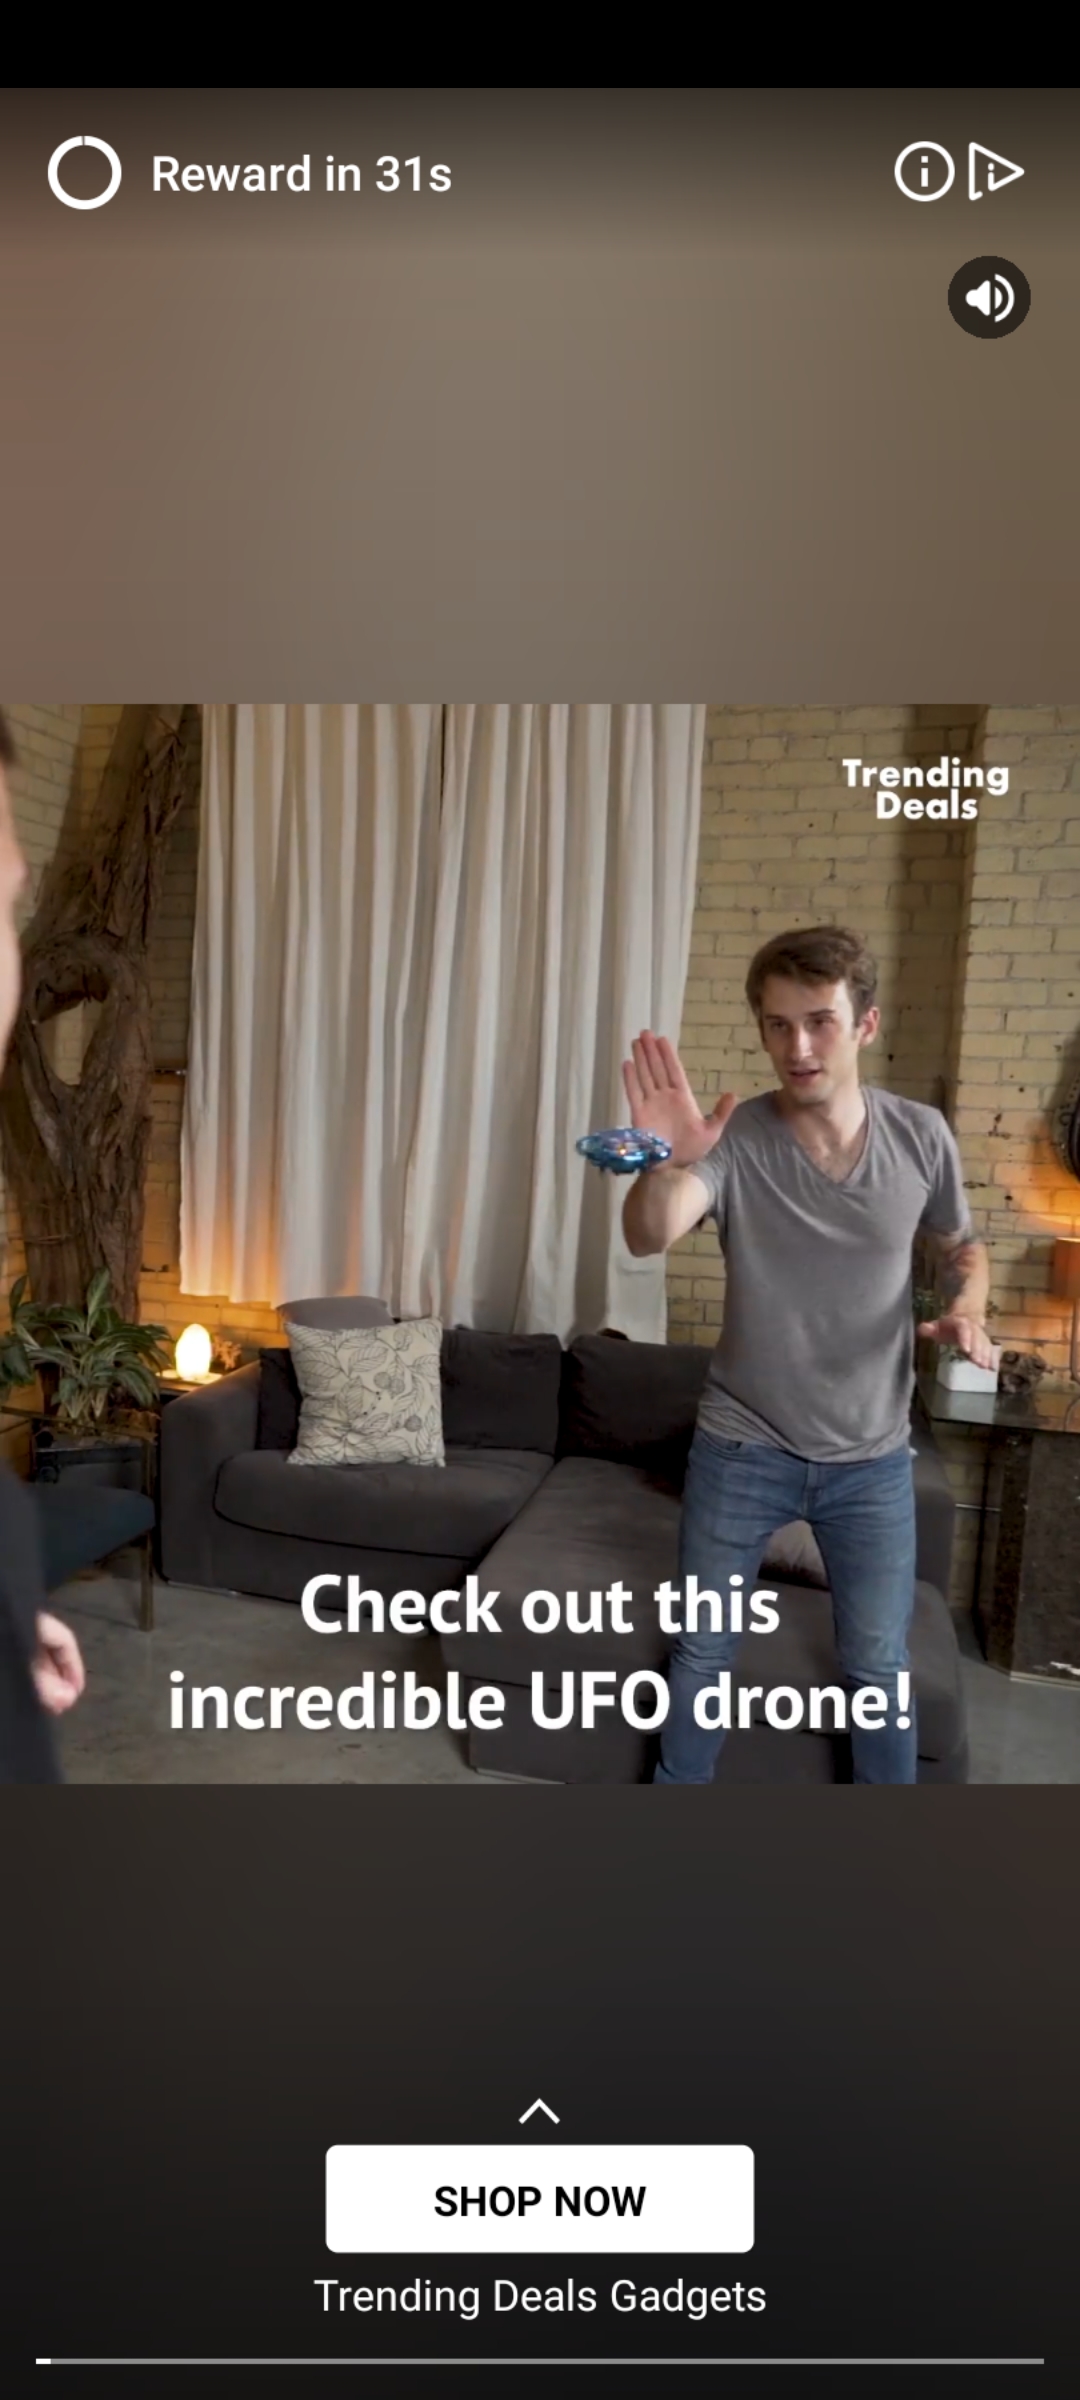 Reward in 31s
Trending
Deals
Check out this
incredible UFO drone!
SHOP NOW
Trending Deals Gadgets